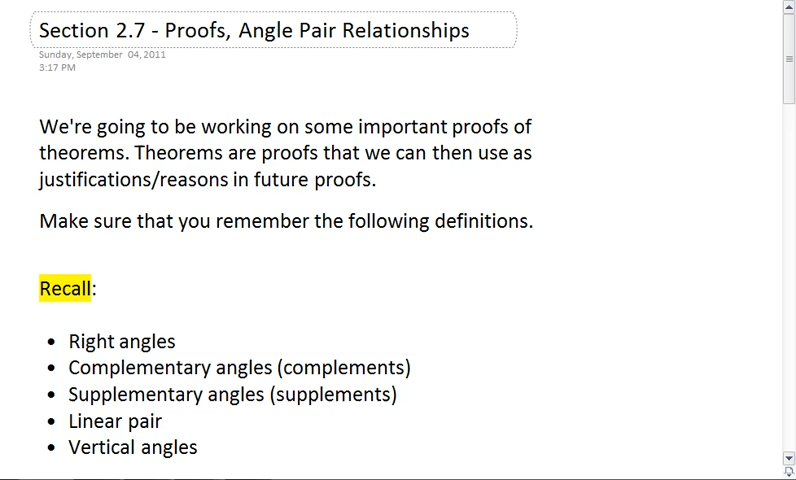 Section 2.7 - Proofs, Angle Pair Relationships
Sunday, September 04, 2011
3:17 PM
We're going to be working on some important proofs of
theorems. Theorems are proofs that we can then use as
justifications/reasons in future proofs.
Make sure that you remember the following definitions.
Recall:
• Right angles
• Complementary angles (complements)
• Supplementary angles (supplements)
• Linear pair
• Vertical angles